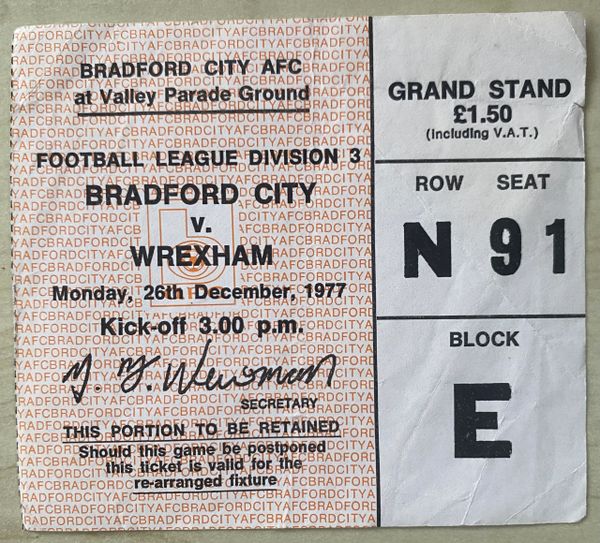 BRADFORD CITY AFC
at Valley Parade Ground
FOOTBALL LEAGUE DIVISION 3
BRADFORD CITY
v.
WREXHAM
Monday, 26th December, 1977
Kick-off 3.00 p.m.
SECRETARY
THIS PORTION TO BE RETAINED
Should this game be postponed
this ticket is valid for the
re-arranged fixture
GRAND STAND
£1.50
(including V.A.T.)
ROW SEAT
N 91
BLOCK
E